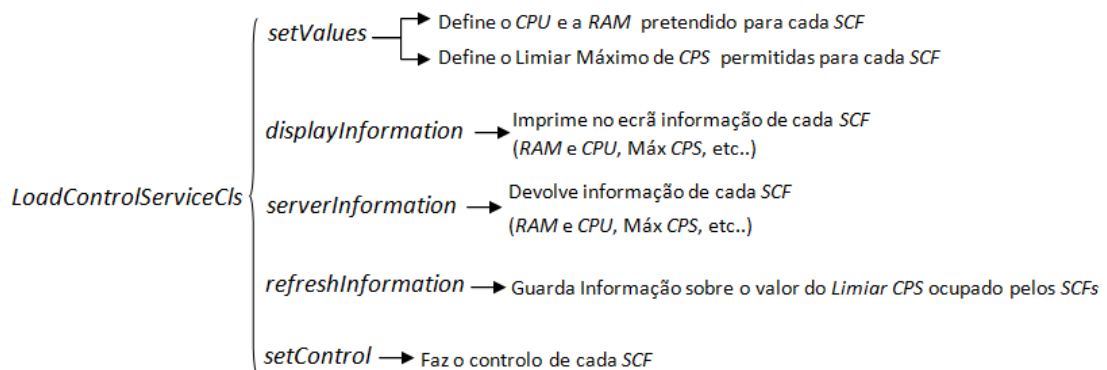 setValues
Define o CPU e a RAM pretendido para cada SCF
Define o Limiar Máximo de CPS permitidas para cada SCF
displayInformation
Imprime no ecrã informação de cada SCF
(RAM e CPU, Máx CPS, etc..)
LoadControlServiceCls
serverInformation
Devolve informação de cada SCF
(RAM e CPU, Máx CPS, etc..)
refreshInformation
Guarda Informação sobre o valor do Limiar CPS ocupado pelos SCFs
setControl
Faz o controlo de cada SCF